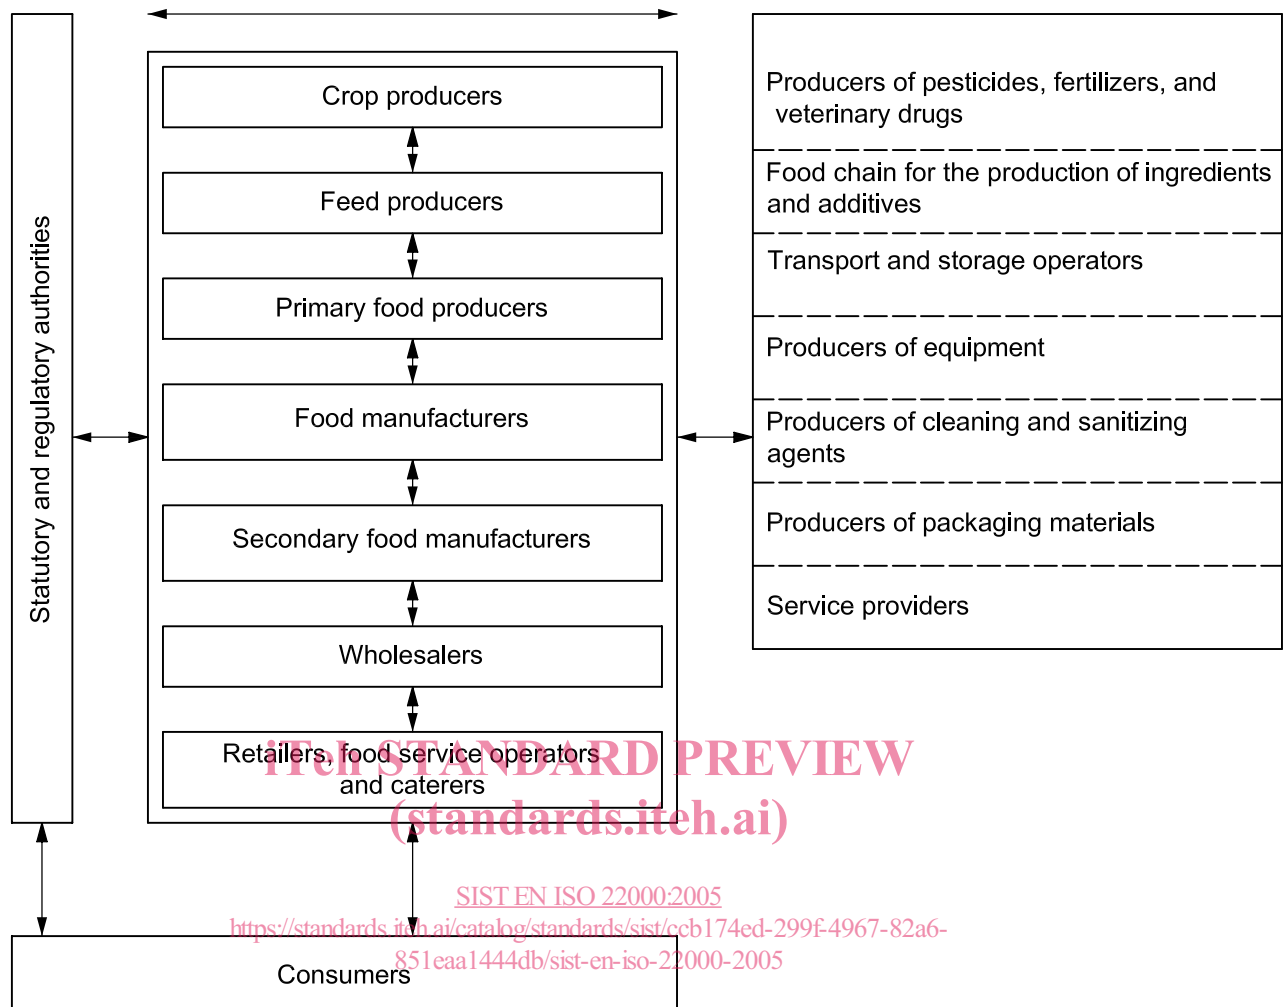 Statutory and regulatory authorities
Crop producers
Feed producers
Primary food producers
Food manufacturers
Secondary food manufacturers
Wholesalers
Retailers, food service operators
and caterers
Producers of pesticides, fertilizers, and
veterinary drugs
Food chain for the production of ingredients
and additives
Transport and storage operators
Producers of equipment
Producers of cleaning and sanitizing
agents
Producers of packaging materials
Service providers
iTeh STANDARD PREVIEW
(standards.iteh.ai)
SIST EN ISO 22000:2005
https://standards.iteh.ai/catalog/standards/sist/ccb174ed-299f-4967-82a6-
851eaa1444db/sist-en-iso-22000-2005
Consumers